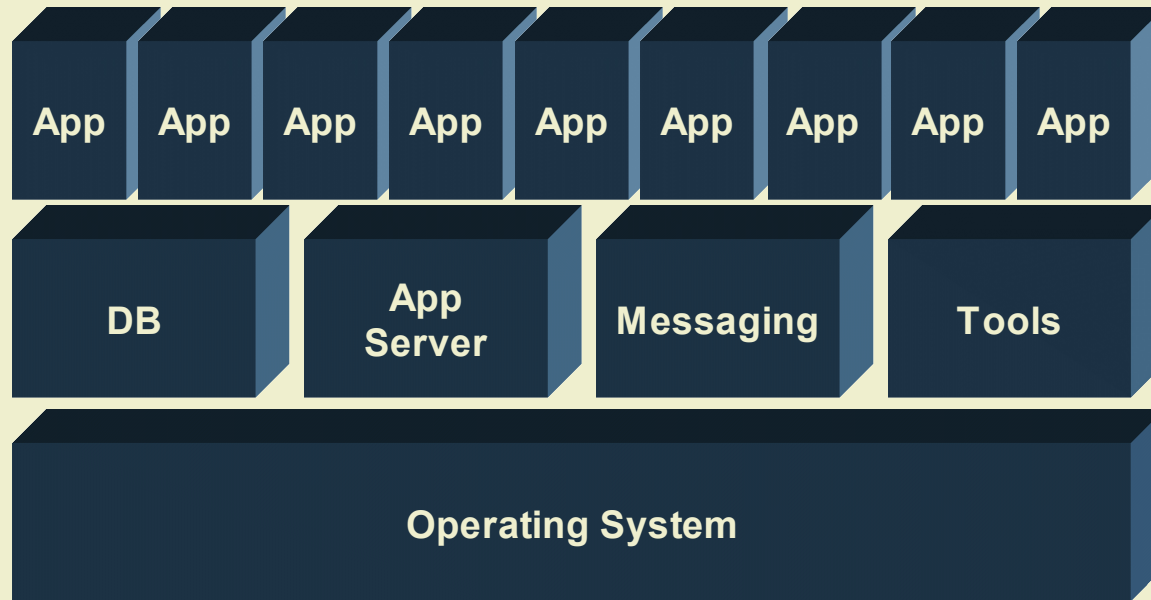 App App App App App App App App App
DB
App
Server
Messaging
Tools
Operating System